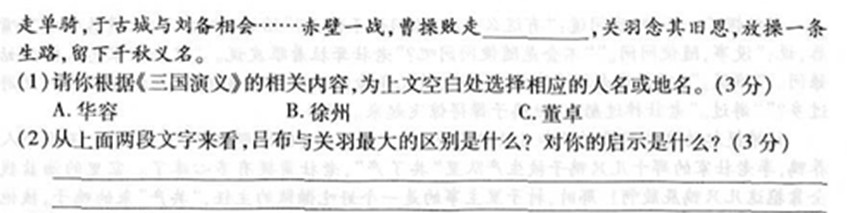 走单骑,于古城与刘备相会……赤壁一战,曹操败走________,关羽念其旧恩,放操一条
生路,留下千秋义名。
(1)请你根据《三国演义》的相关内容,为上文空白处选择相应的人名或地名。(3分)
A.华容 B.徐州 C.董卓
(2)从上面两段文字来看,吕布与关羽最大的区别是什么?对你的启示是什么?(3分)